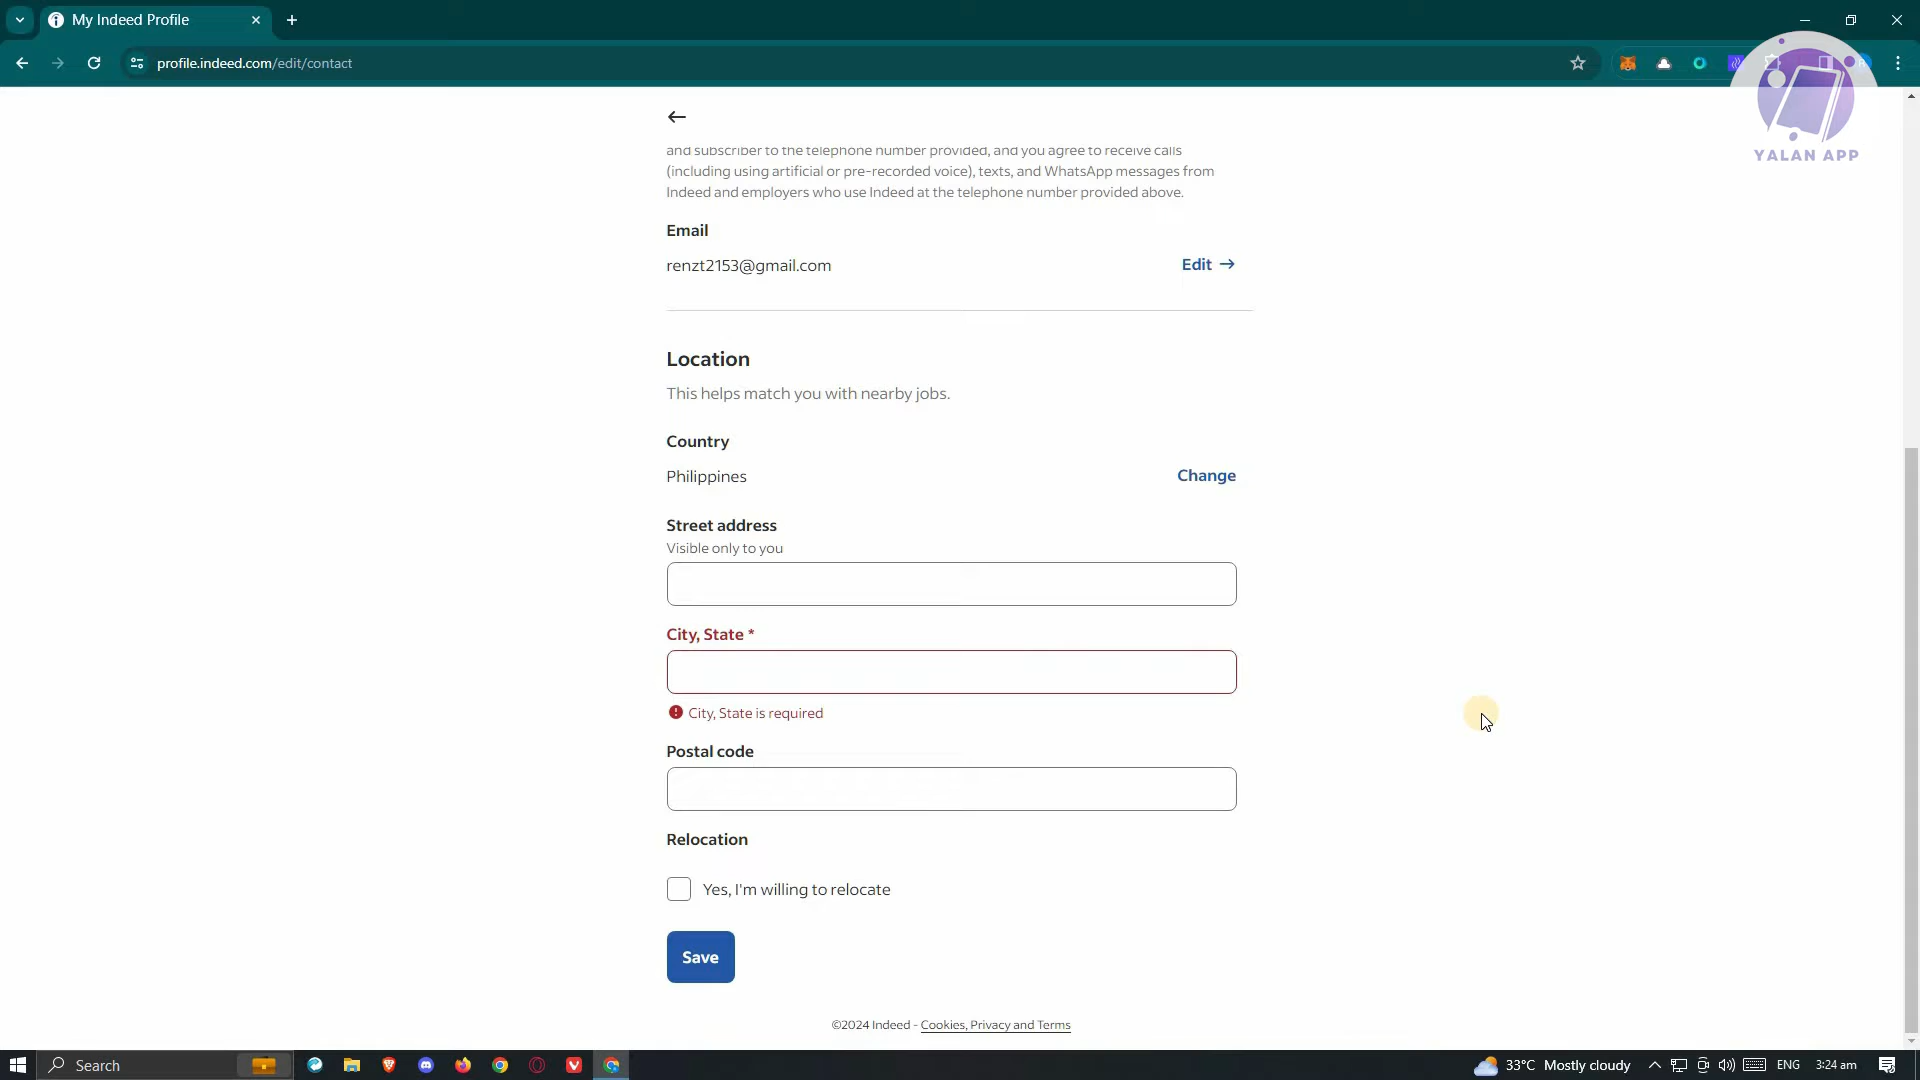 My Indeed Profile
profile.indeed.com/edit/contact
YALAN APP
and subscriber to the telephone number provided, and you agree to receive calls
(including using artificial or pre-recorded voice), texts, and WhatsApp messages from
Indeed and employers who use Indeed at the telephone number provided above.
Email
renzt2153@gmail.com
Edit →
Location
This helps match you with nearby jobs.
Country
Philippines
Change
Street address
Visible only to you
City, State *
City, State is required
Postal code
Relocation
Yes, I'm willing to relocate
Save
©2024 Indeed - Cookies, Privacy and Terms
Search
33°C Mostly cloudy
ENG
3:24 am